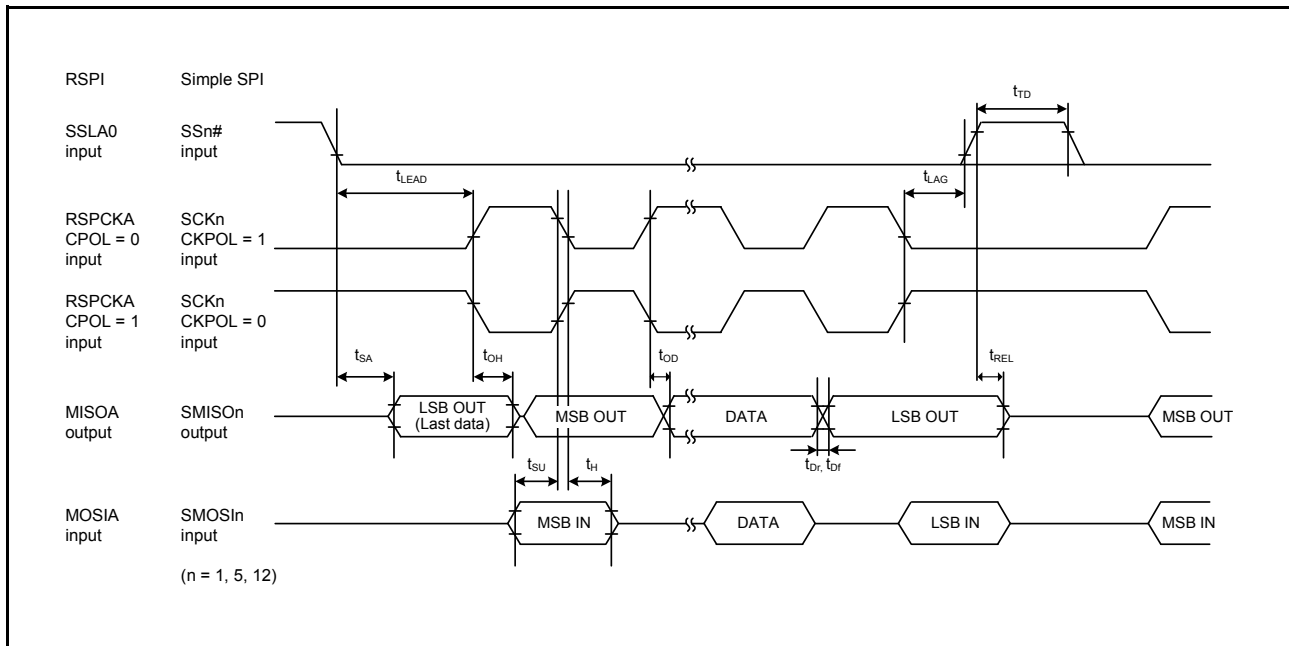 RSPI Simple SPI
tTD
SSLA0 SSn#
input input
tLEAD tLAG
RSPCKA SCKn
CPOL = 0 CKPOL = 1
input input
RSPCKA SCKn
CPOL = 1 CKPOL = 0
input input
tSA tOH tOD tREL
MISOA SMISOn
output output
LSB OUT
(Last data)
MSB OUT DATA LSB OUT MSB OUT
tSU tH tDr, tDf
MOSIA SMOSIn
input input
MSB IN DATA LSB IN MSB IN
(n = 1, 5, 12)